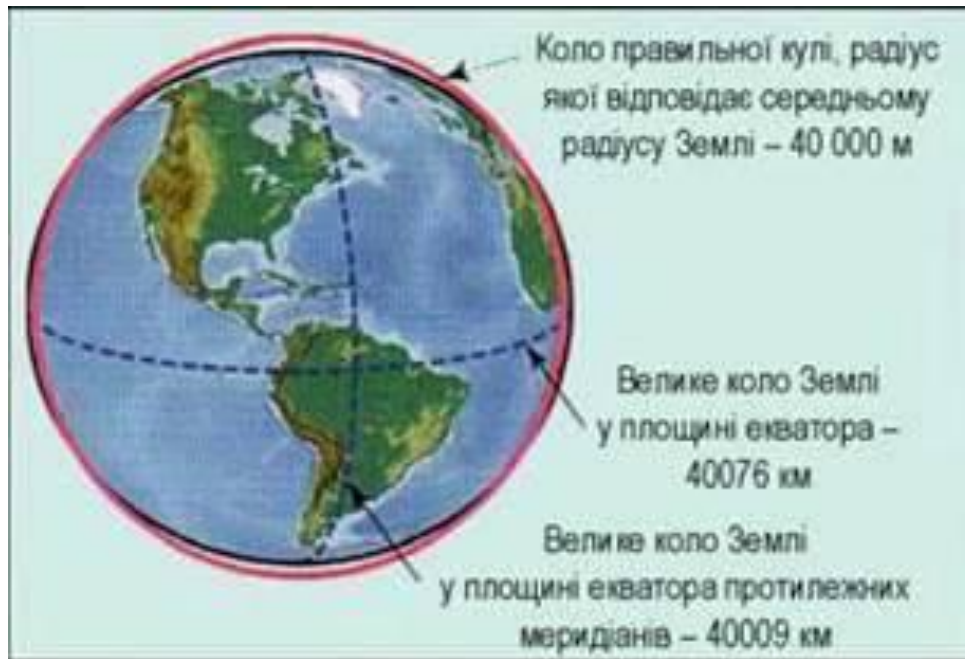 Коло правильної кулі, радіус
якої відповідає середньому
радіусу Землі – 40 000 м
Велике коло Землі
у площині екватора –
40076 км
Велике коло Землі
у площині екватора протилежних
меридіанів – 40009 км